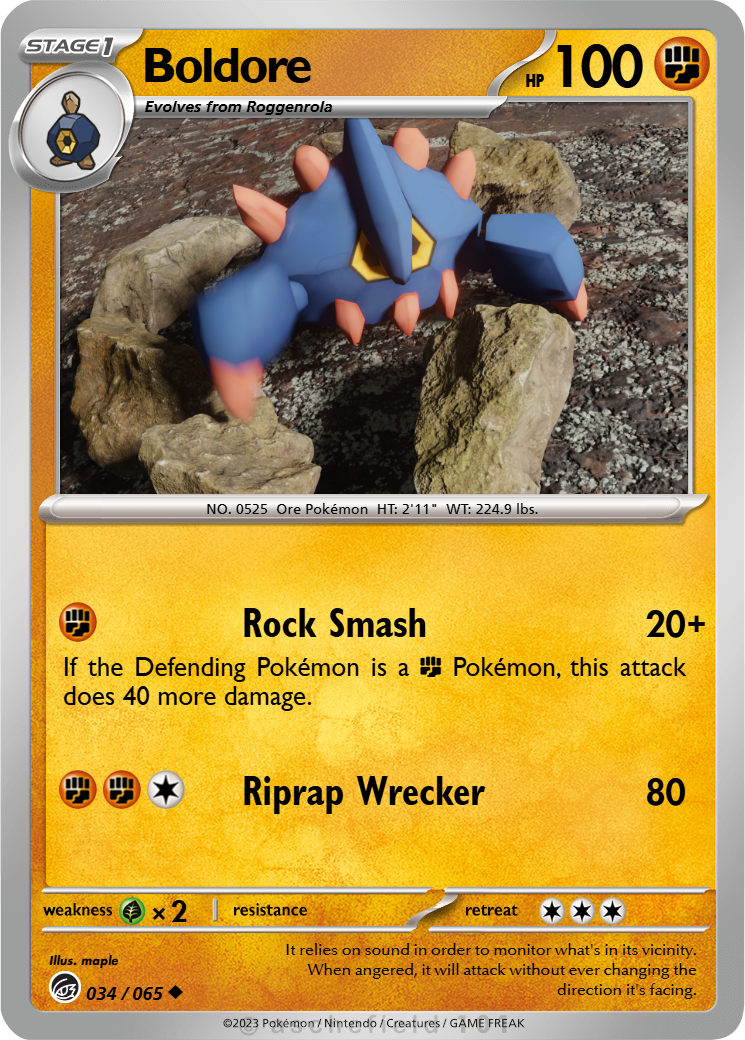 STAGE1
Boldore
HP 100
Evolves from Roggenrola
NO. 0525 Ore Pokémon HT: 2'11" WT: 224.9 lbs.
Rock Smash 20+
If the Defending Pokémon is a Pokémon, this attack
does 40 more damage.
Riprap Wrecker 80
weakness ×2 resistance retreat
Illus. maple
034 / 065
It relies on sound in order to monitor what's in its vicinity.
When angered, it will attack without ever changing the
direction it's facing.
©2023 Pokémon / Nintendo / Creatures / GAME FREAK